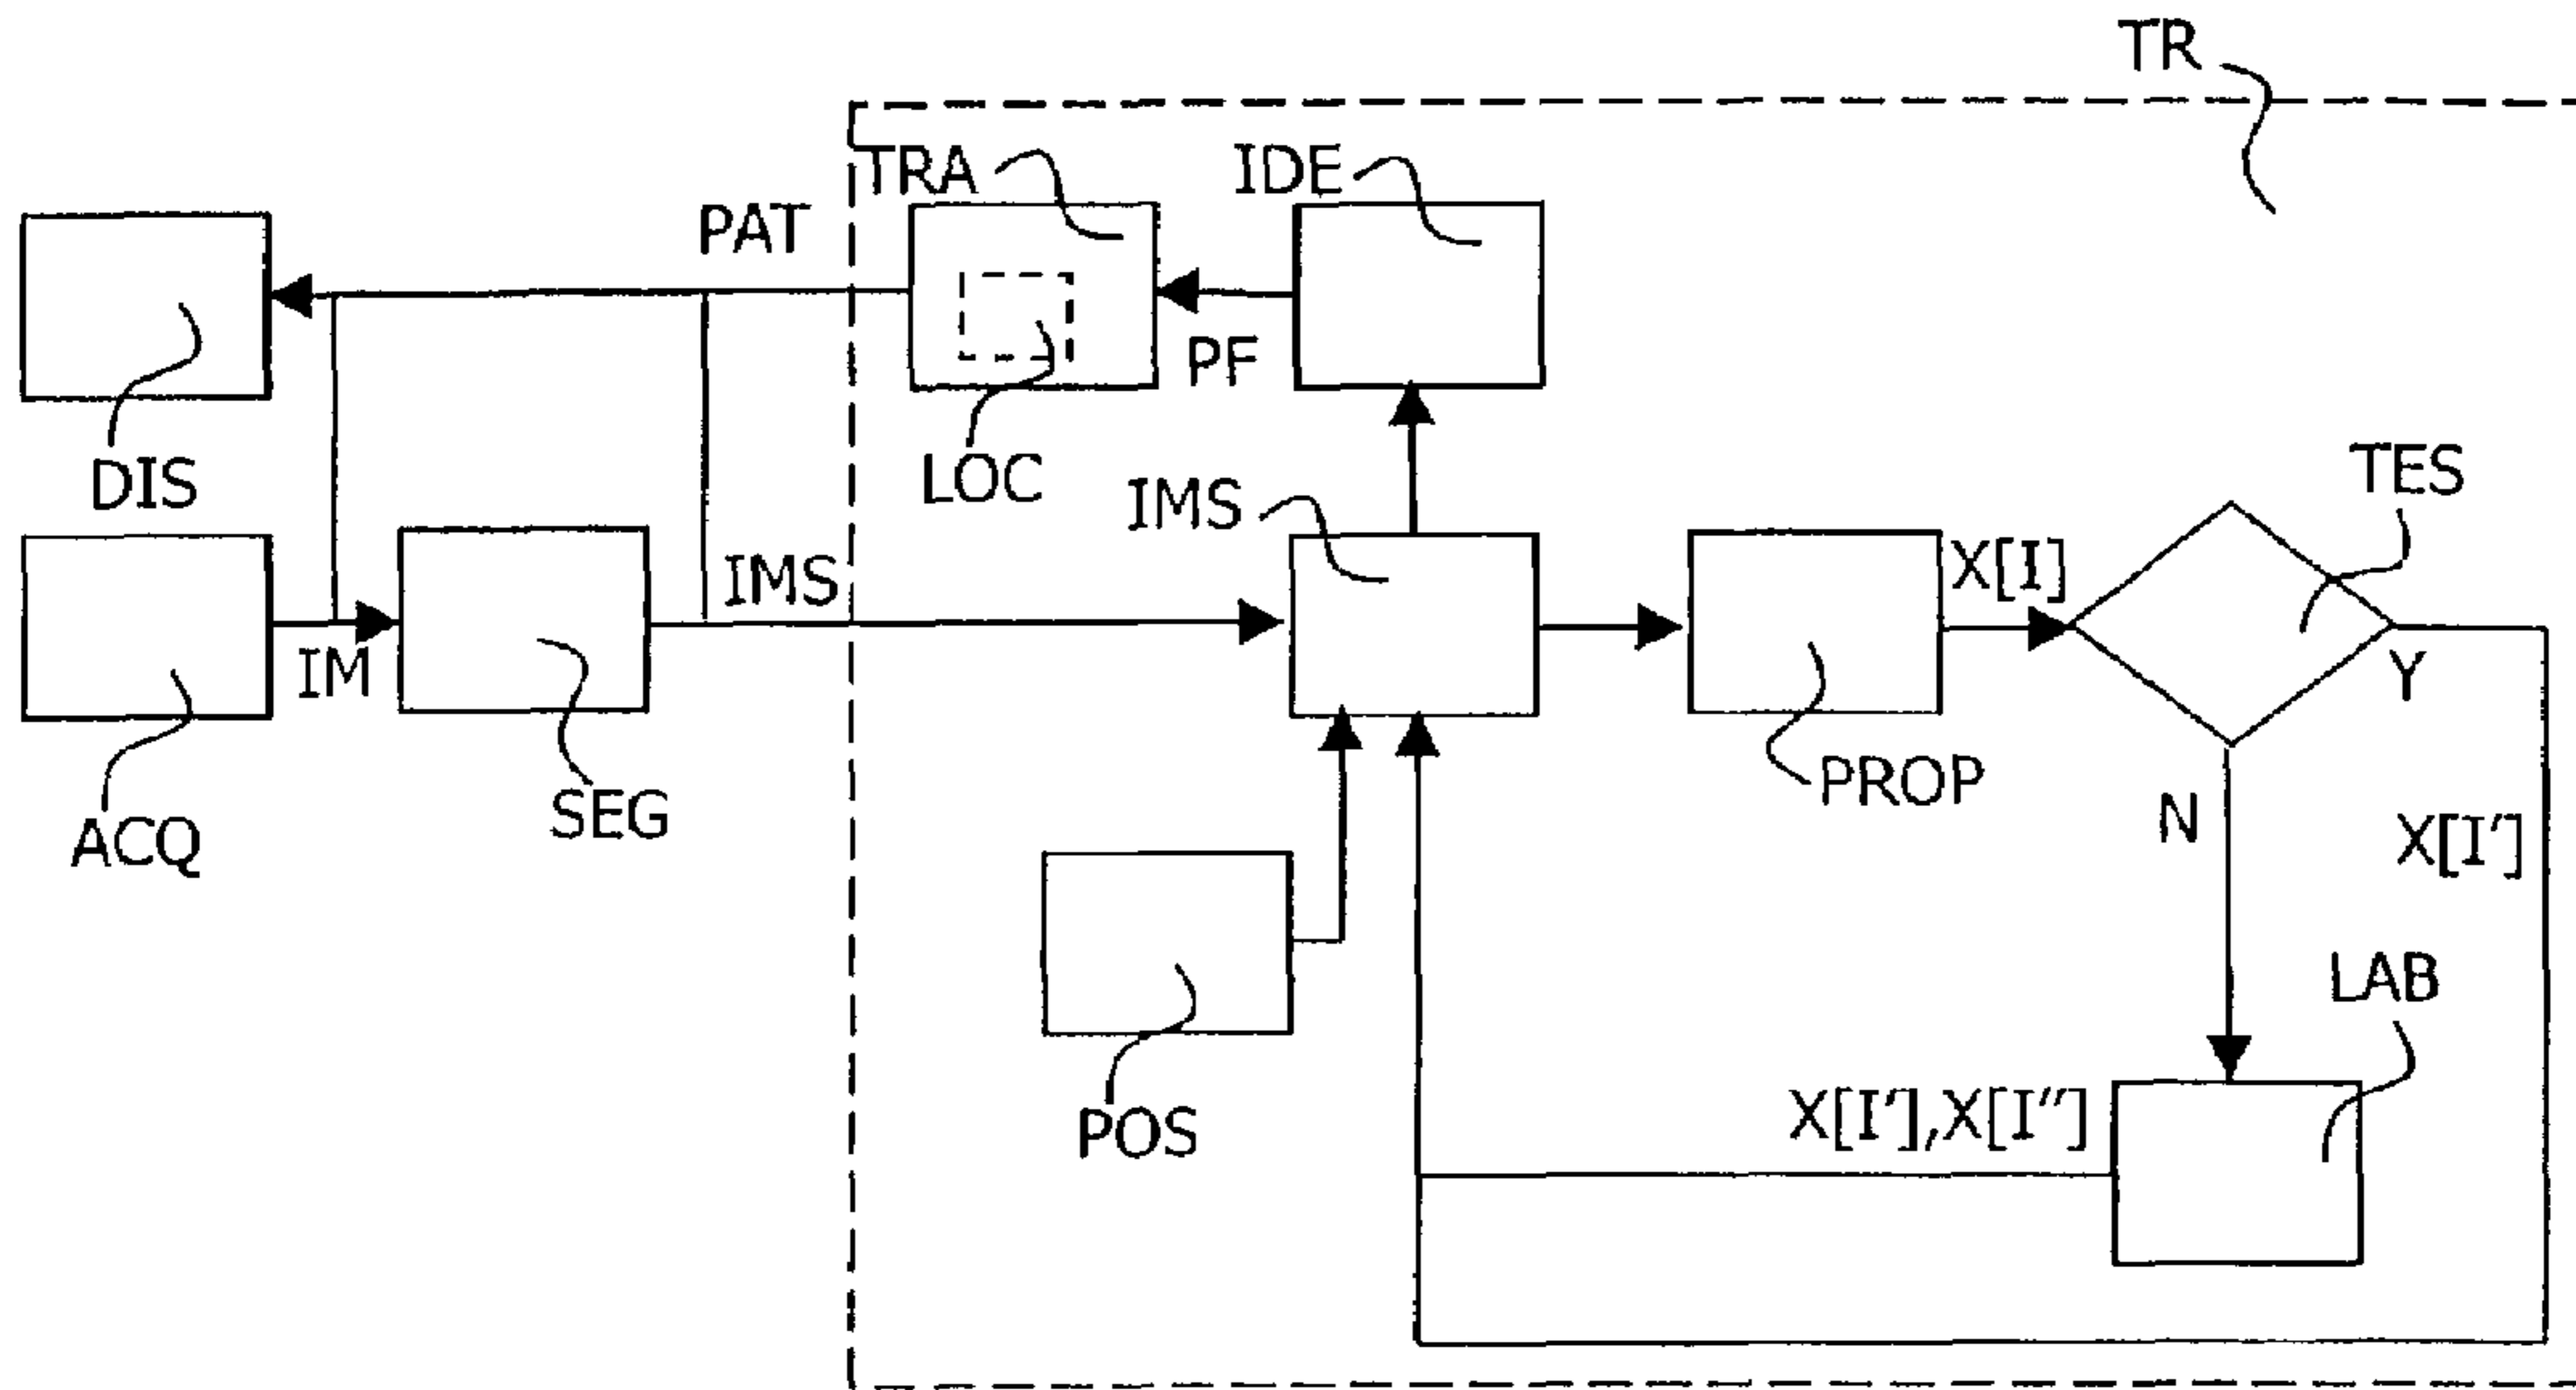 TR
TRA
IDE
PAT
PF
DIS
LOC
IMS
TES
IMS
X[I]
IM
Y
PROP
SEG
N
X[I']
ACQ
LAB
POS
X[I'],X[I'']